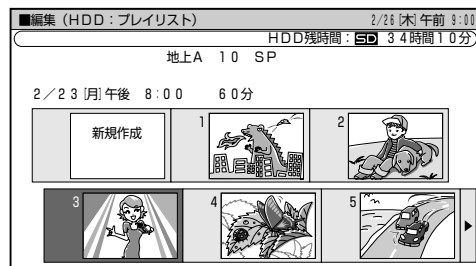 ■編集（HDD：プレイリスト） 2/26[木]午前 9:00
HDD残時間：SD 34時間10分
地上A 10 SP
2／23[月]午後 8:00 60分
新規作成 1 2
3 4 5